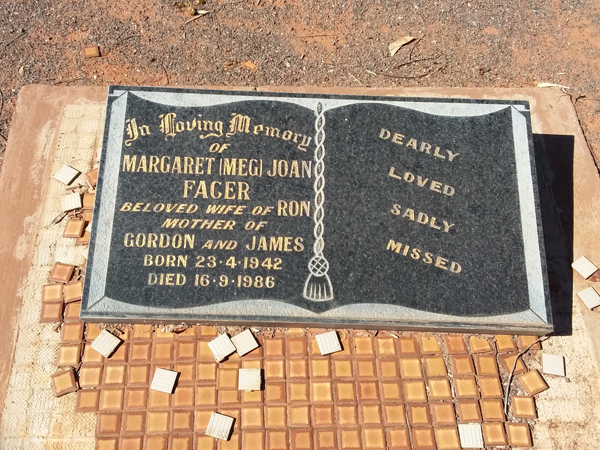 In Loving Memory
OF
MARGARET (MEG) JOAN
FAGER
BELOVED WIFE OF RON
MOTHER OF
GORDON AND JAMES
BORN 23·4·1942
DIED 16·9·1986
DEARLY
LOVED
SADLY
MISSED